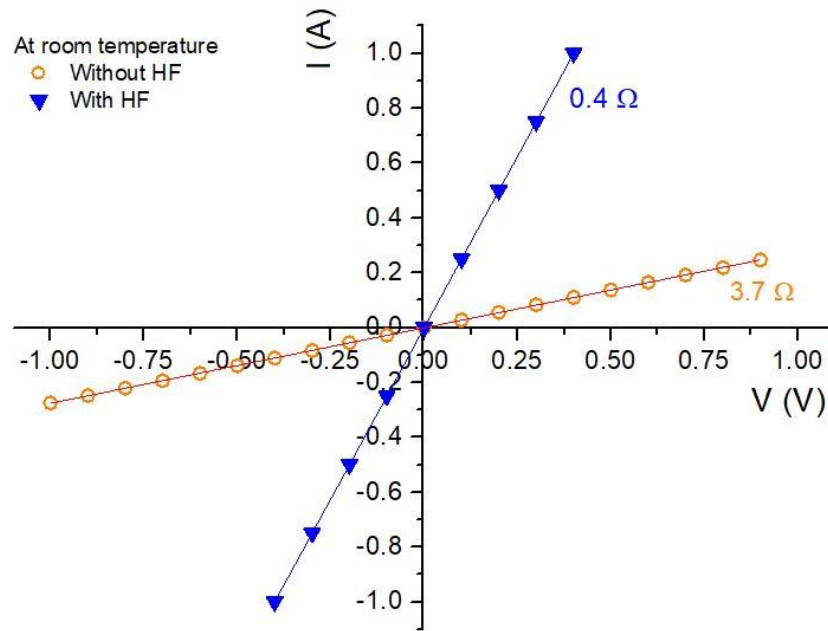 At room temperature
Without HF
With HF
I (A)
1.0
0.8
0.6
0.4
0.2
0.0
-0.2
-0.4
-0.6
-0.8
-1.0
0.4 Ω
3.7 Ω
-1.00 -0.75 -0.50 -0.25 0.00 0.25 0.50 0.75 1.00
V (V)